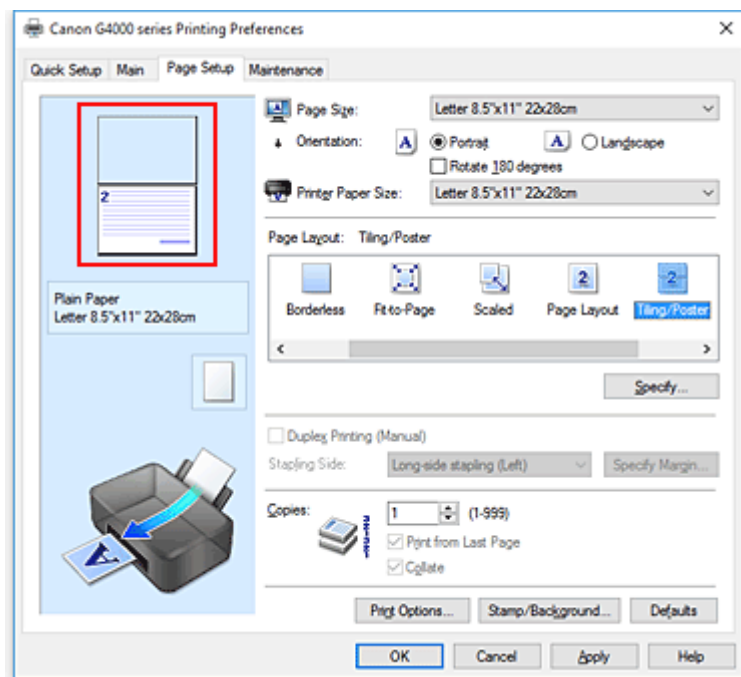 Canon G4000 series Printing Preferences
Quick Setup Main Page Setup Maintenance
2
Plain Paper
Letter 8.5"x11" 22x28cm
A
Page Size: Letter 8.5"x11" 22x28cm
Orientation: A Portrait A Landscape
Rotate 180 degrees
Printer Paper Size: Letter 8.5"x11" 22x28cm
Page Layout: Tiling/Poster
2 2
Borderless Fit-to-Page Scaled Page Layout Tiling/Poster
Specify...
Duplex Printing (Manual)
Stapling Side: Long-side stapling (Left) Specify Margin...
Copies: 1 (1-999)
Print from Last Page
Collate
Print Options... Stamp/Background... Defaults
OK Cancel Apply Help